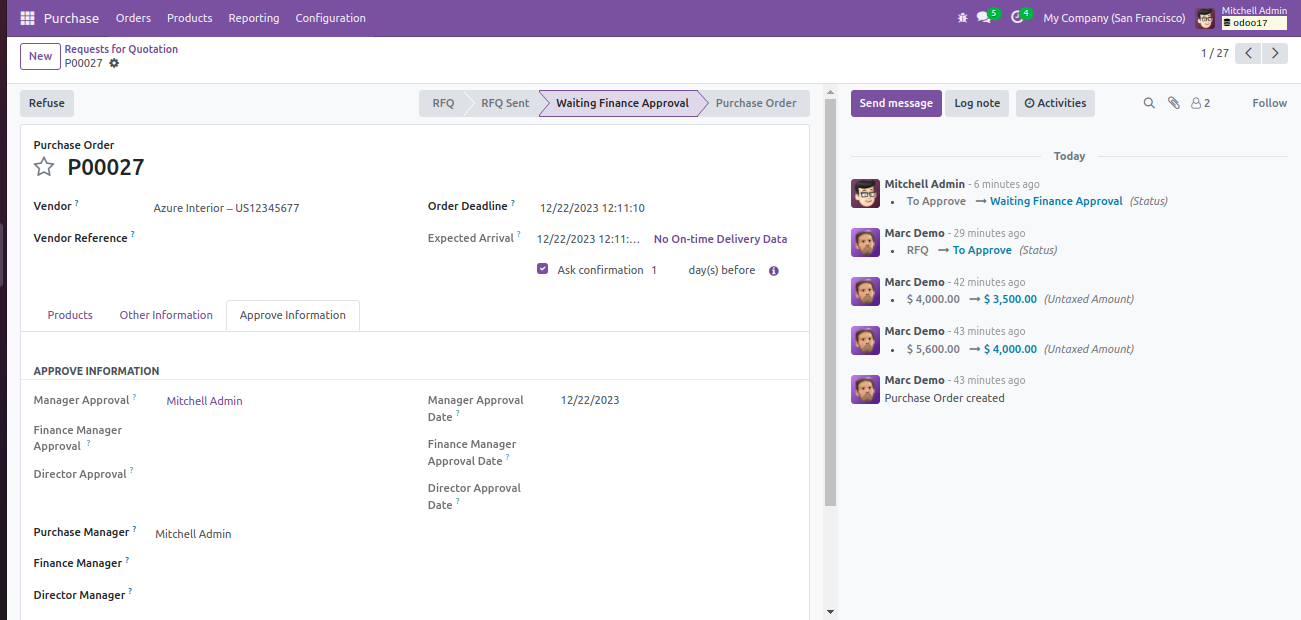 Purchase Orders Products Reporting Configuration 5 4 My Company (San Francisco) Mitchell Admin
odoo17
New Requests for Quotation
P00027
1 / 27
Refuse RFQ RFQ Sent Waiting Finance Approval Purchase Order
Purchase Order
P00027
Vendor ? Azure Interior – US12345677
Order Deadline ? 12/22/2023 12:11:10
Vendor Reference ?
Expected Arrival ? 12/22/2023 12:11:... No On-time Delivery Data
Ask confirmation 1 day(s) before
Products Other Information Approve Information
APPROVE INFORMATION
Manager Approval ? Mitchell Admin
Finance Manager
Approval ?
Director Approval ?
Manager Approval
Date ? 12/22/2023
Finance Manager
Approval Date ?
Director Approval
Date ?
Purchase Manager ? Mitchell Admin
Finance Manager ?
Director Manager ?
Send message Log note Activities 2 Follow
Today
Mitchell Admin - 6 minutes ago
• To Approve → Waiting Finance Approval (Status)
Marc Demo - 29 minutes ago
• RFQ → To Approve (Status)
Marc Demo - 42 minutes ago
• $ 4,000.00 → $ 3,500.00 (Untaxed Amount)
Marc Demo - 43 minutes ago
• $ 5,600.00 → $ 4,000.00 (Untaxed Amount)
Marc Demo - 43 minutes ago
Purchase Order created